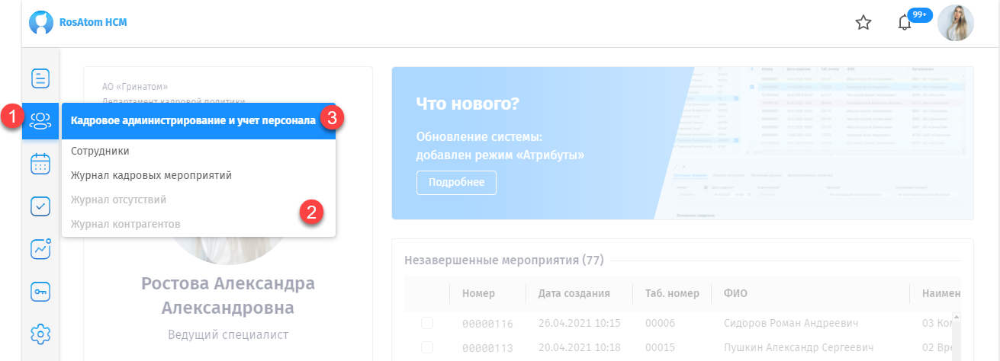 RosAtom HCM
99+
АО «Гринатом»
Департамент кадровой политики
1
Кадровое администрирование и учет персонала
3
Сотрудники
Журнал кадровых мероприятий
Журнал отсутствий
Журнал контрагентов
2
Ростова Александра
Александровна
Ведущий специалист
Что нового?
Обновление системы:
добавлен режим «Атрибуты»
Подробнее
Незавершенные мероприятия (77)
Номер Дата создания Таб. номер ФИО Наимен
00000116 26.04.2021 10:15 00006 Сидоров Роман Андреевич 03 Ко
00000113 20.04.2021 10:18 00015 Пушкин Александр Сергеевич 02 Вре